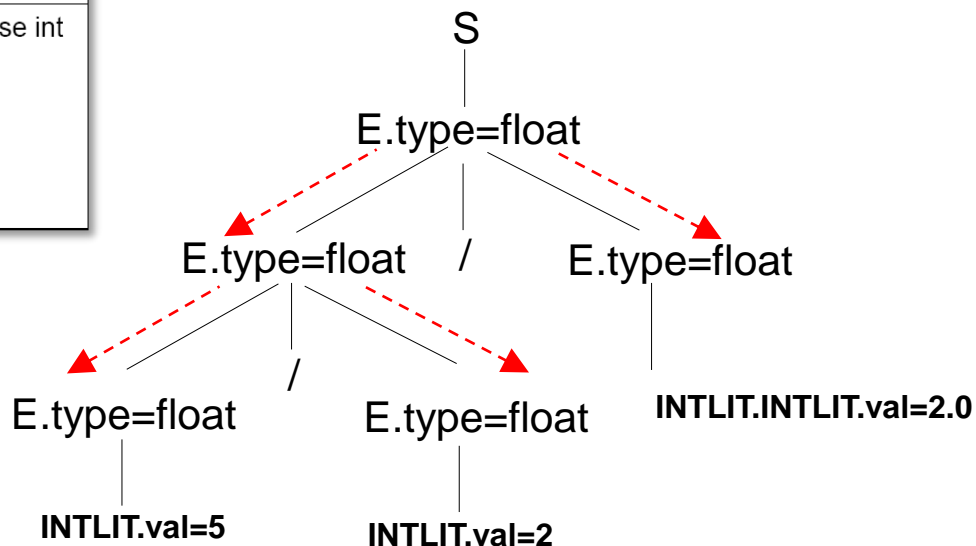 se int
S
E.type=float
E.type=float / E.type=float
E.type=float / E.type=float INTLIT.INTLIT.val=2.0
INTLIT.val=5 INTLIT.val=2